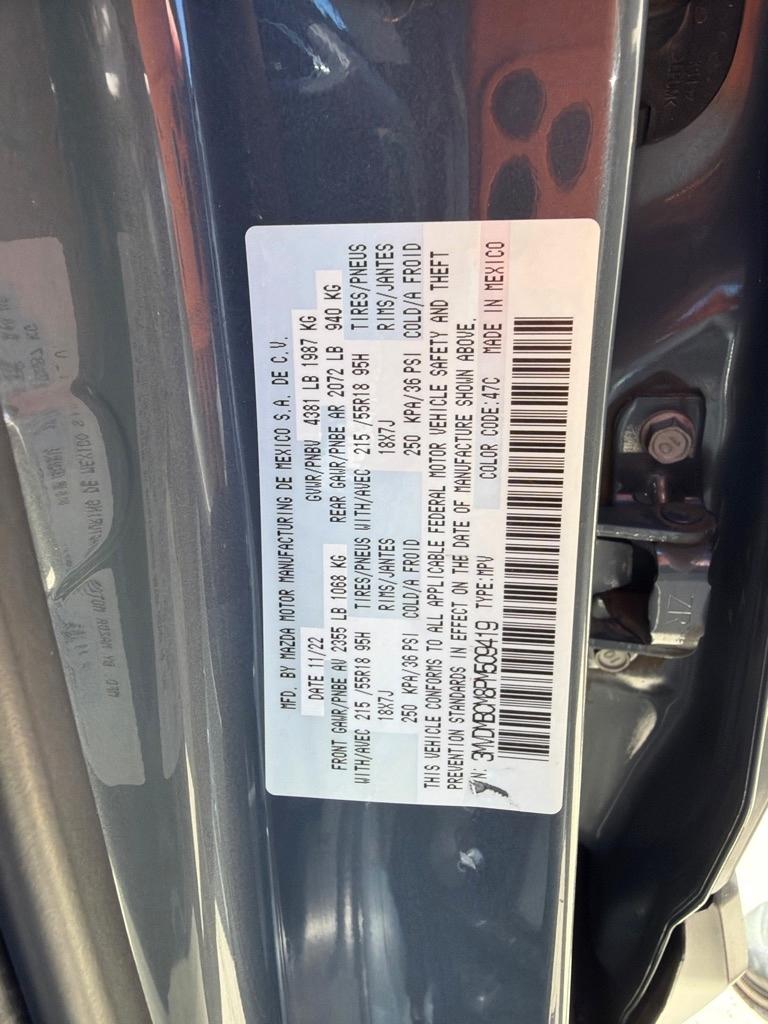 MFD. BY MAZDA MOTOR MANUFACTURING DE MEXICO S.A. DE C.V.
DATE 11/22 GVWR/PNBV 4381 LB 1987 KG
FRONT GAWR/PNBE AV 2355 LB 1068 KG REAR GAWR/PNBE AR 2072 LB 940 KG
WITH/AVEC 215 /55R18 95H TIRES/PNEUS WITH/AVEC 215 /55R18 95H TIRES/PNEUS
18X7J RIMS/JANTES 18X7J RIMS/JANTES
250 KPA/36 PSI COLD/A FROID 250 KPA/36 PSI COLD/A FROID
THIS VEHICLE CONFORMS TO ALL APPLICABLE FEDERAL MOTOR VEHICLE SAFETY AND THEFT
PREVENTION STANDARDS IN EFFECT ON THE DATE OF MANUFACTURE SHOWN ABOVE.
3MVDMBCMX8PM509419 TYPE:MPV COLOR CODE:47C MADE IN MEXICO
ZR